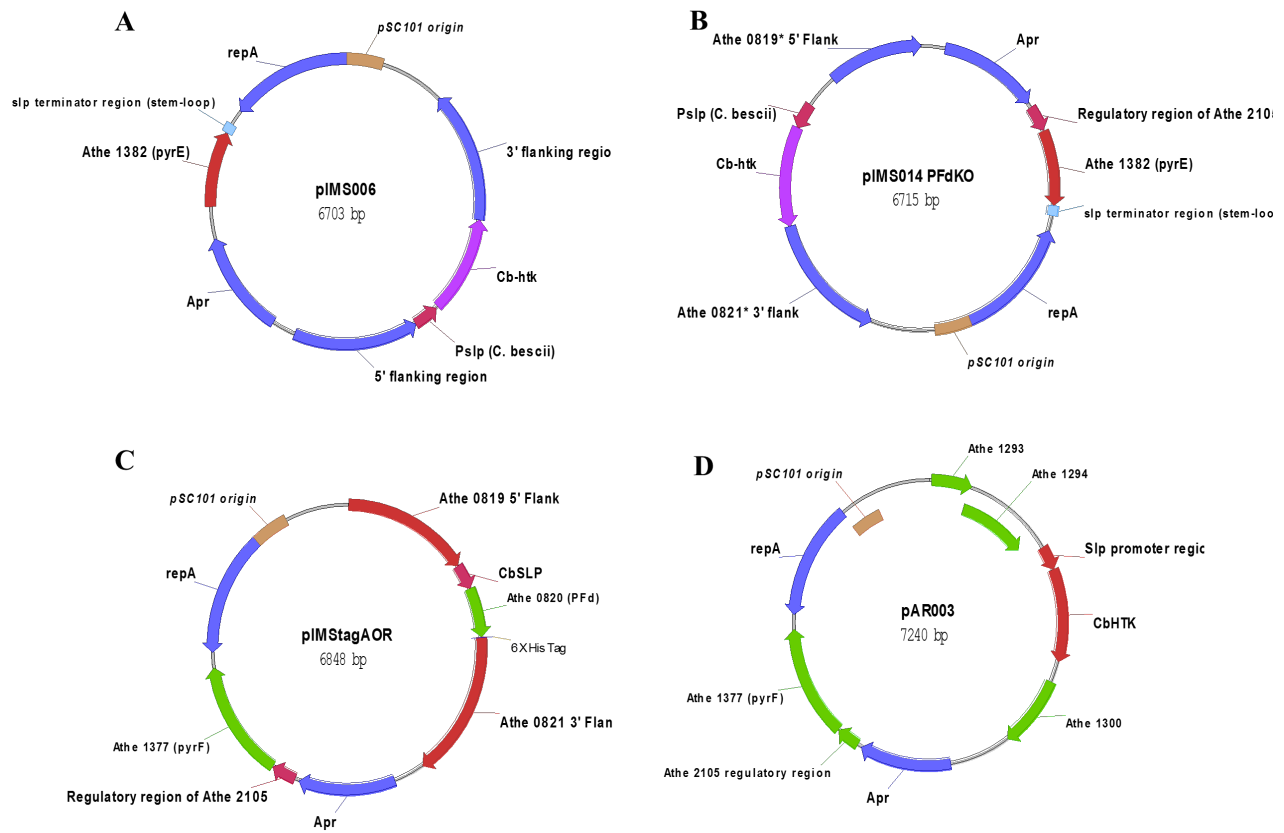 A
pSC101 origin
repA
slp terminator region (stem-loop)
Athe 1382 (pyrE)
pIMS006
6703 bp
3' flanking regio
Cb-htk
Apr
Pslp (C. bescii)
5' flanking region
B
Athe 0819* 5' Flank
Apr
Pslp (C. bescii)
Regulatory region of Athe 210
Cb-htk
Athe 1382 (pyrE)
pIMS014 PFdKO
6715 bp
slp terminator region (stem-loo
Athe 0821* 3' flank
repA
pSC101 origin
C
pSC101 origin
Athe 0819 5' Flank
repA
CbSLP
Athe 0820 (PFd)
pIMStagAOR
6848 bp
6XHis Tag
Athe 0821 3' Flan
Athe 1377 (pyrF)
Regulatory region of Athe 2105
Apr
D
Athe 1293
pSC101 origin
Athe 1294
repA
Slp promoter regic
pAR003
7240 bp
CbHTK
Athe 1377 (pyrF)
Athe 1300
Athe 2105 regulatory region
Apr